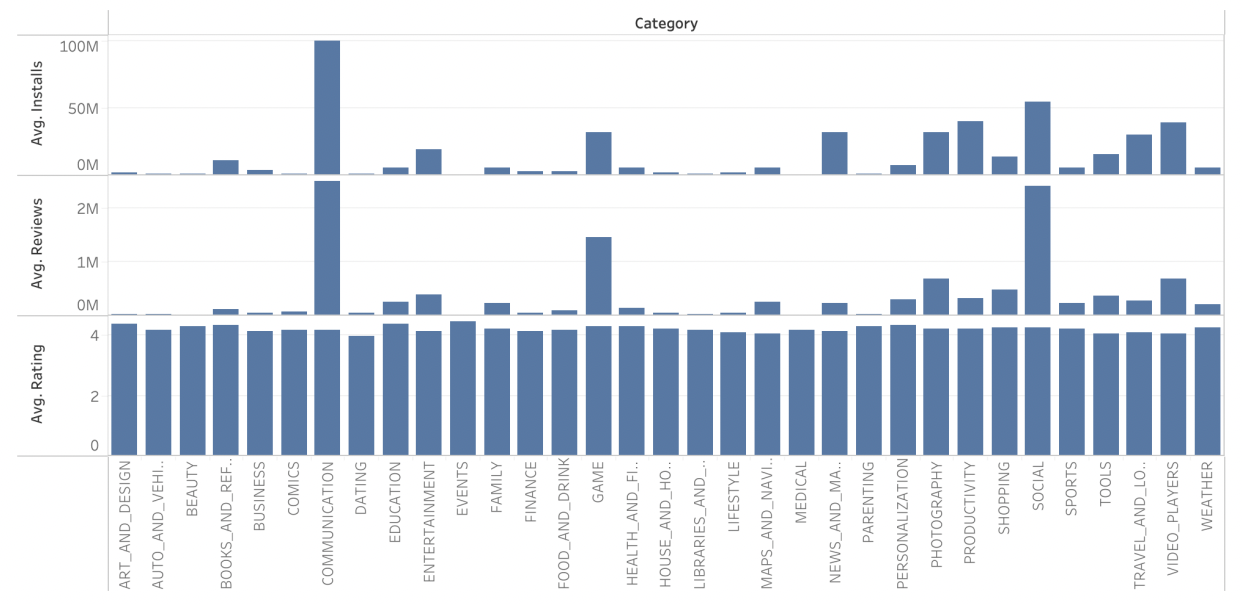 Category
Avg. Installs
100M
50M
0M
Avg. Reviews
2M
1M
0M
Avg. Rating
4
2
0
ART_AND_DESIGN
AUTO_AND_VEHI..
BEAUTY
BOOKS_AND_REF..
BUSINESS
COMICS
COMMUNICATION
DATING
EDUCATION
ENTERTAINMENT
EVENTS
FAMILY
FINANCE
FOOD_AND_DRINK
GAME
HEALTH_AND_FI..
HOUSE_AND_HO..
LIBRARIES_AND_..
LIFESTYLE
MAPS_AND_NAVI..
MEDICAL
NEWS_AND_MA..
PARENTING
PERSONALIZATION
PHOTOGRAPHY
PRODUCTIVITY
SHOPPING
SOCIAL
SPORTS
TOOLS
TRAVEL_AND_LO..
VIDEO_PLAYERS
WEATHER